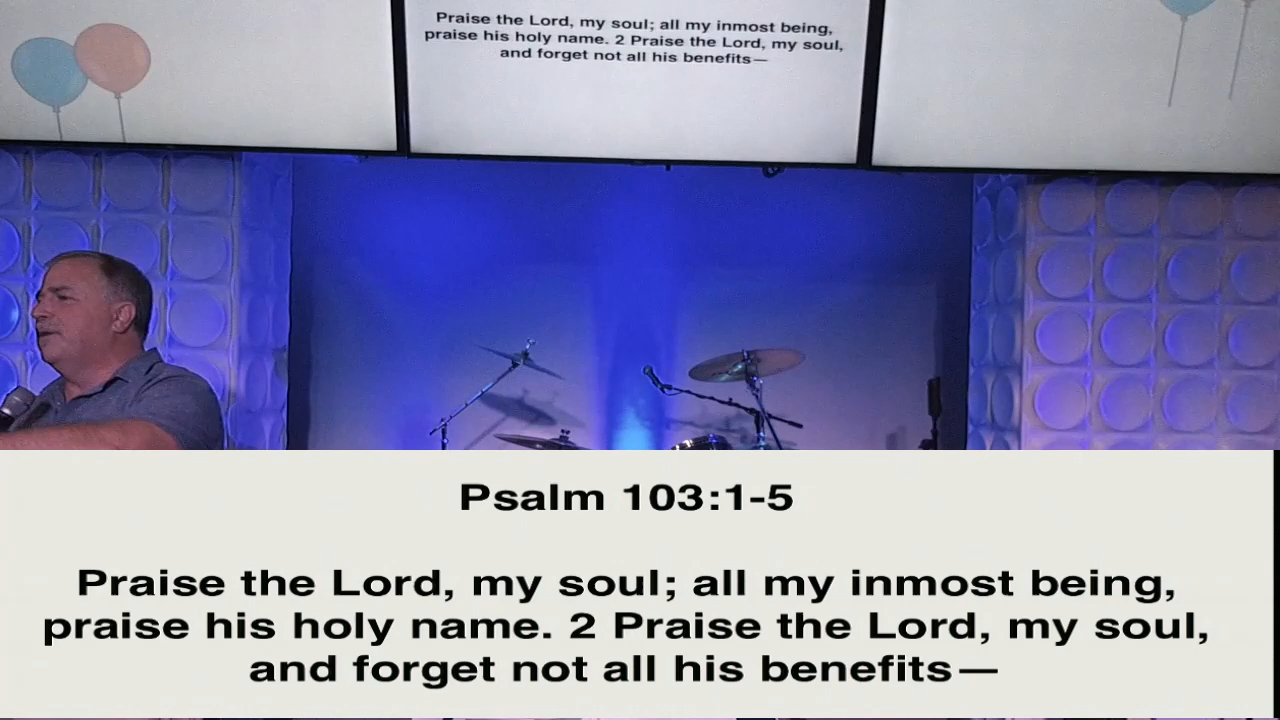 Praise the Lord, my soul; all my inmost being,
praise his holy name. 2 Praise the Lord, my soul,
and forget not all his benefits—
Psalm 103:1-5
Praise the Lord, my soul; all my inmost being,
praise his holy name. 2 Praise the Lord, my soul,
and forget not all his benefits—